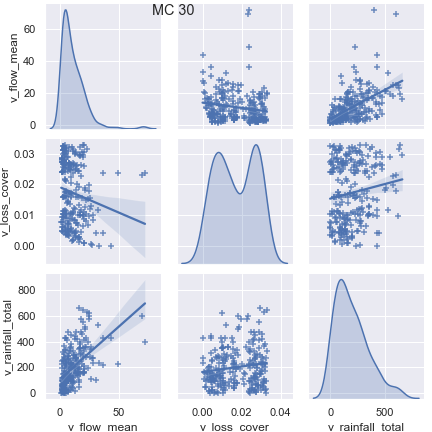 MC 30
v_flow_mean
60
40
20
0
v_loss_cover
0.03
0.02
0.01
0.00
v_rainfall_total
800
600
400
200
0
0 50
0.00 0.02 0.04
0 500
v_flow_mean v_loss_cover v_rainfall_total